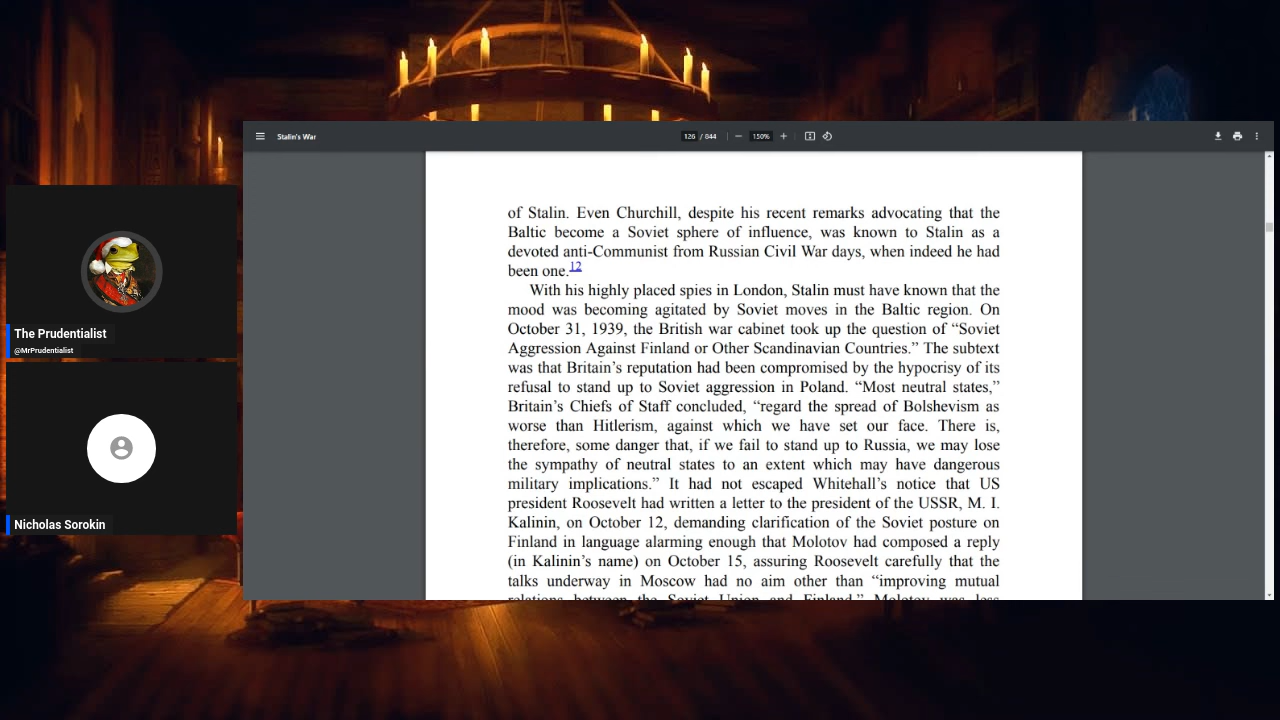 Stalin's War
126 / 844
150%
of Stalin. Even Churchill, despite his recent remarks advocating that the
Baltic become a Soviet sphere of influence, was known to Stalin as a
devoted anti-Communist from Russian Civil War days, when indeed he had
been one.12
With his highly placed spies in London, Stalin must have known that the
mood was becoming agitated by Soviet moves in the Baltic region. On
October 31, 1939, the British war cabinet took up the question of “Soviet
Aggression Against Finland or Other Scandinavian Countries.” The subtext
was that Britain’s reputation had been compromised by the hypocrisy of its
refusal to stand up to Soviet aggression in Poland. “Most neutral states,”
Britain’s Chiefs of Staff concluded, “regard the spread of Bolshevism as
worse than Hitlerism, against which we have set our face. There is,
therefore, some danger that, if we fail to stand up to Russia, we may lose
the sympathy of neutral states to an extent which may have dangerous
military implications.” It had not escaped Whitehall’s notice that US
president Roosevelt had written a letter to the president of the USSR, M. I.
Kalinin, on October 12, demanding clarification of the Soviet posture on
Finland in language alarming enough that Molotov had composed a reply
(in Kalinin’s name) on October 15, assuring Roosevelt carefully that the
talks underway in Moscow had no aim other than “improving mutual
relations between the Soviet Union and Finland.” Molotov was less
The Prudentialist
@MrPrudentialist
Nicholas Sorokin